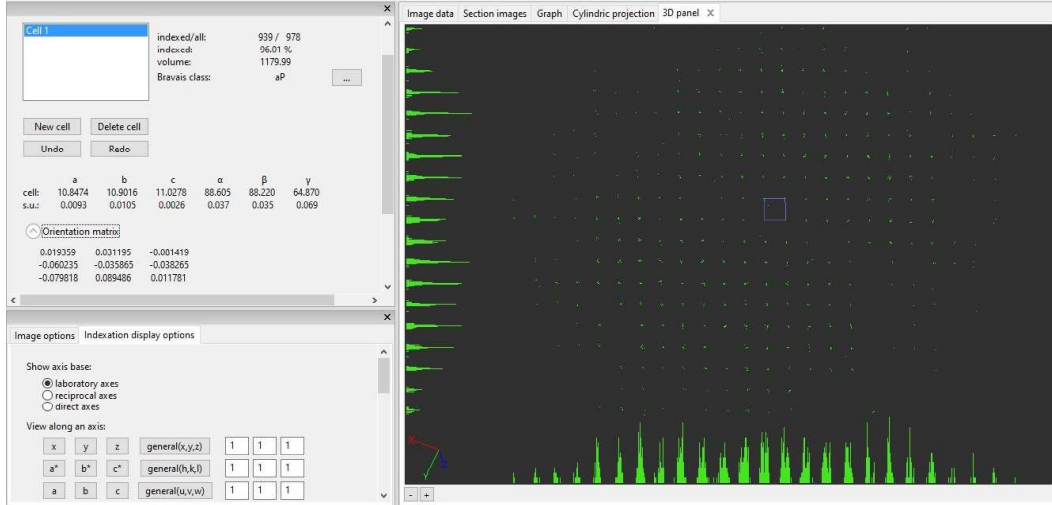 Cell 1
indexed/all: 939 / 978
indexed: 96.01 %
volume: 1179.99
Bravais class: aP ...
New cell Delete cell
Undo Redo
a b c α β γ
cell: 10.8474 10.9016 11.0278 88.605 88.220 64.870
s.u.: 0.0093 0.0105 0.0026 0.037 0.035 0.069
Orientation matrix
0.019359 0.031195 -0.001419
-0.060235 -0.035865 -0.038265
-0.079818 0.089486 0.011781
Image options Indexation display options
Show axis base:
laboratory axes
reciprocal axes
direct axes
View along an axis:
x y z general(x,y,z) 1 1 1
a* b* c* general(h,k,l) 1 1 1
a b c general(u,v,w) 1 1 1
Image data Section images Graph Cylindric projection 3D panel X
X
Z
Y
- +